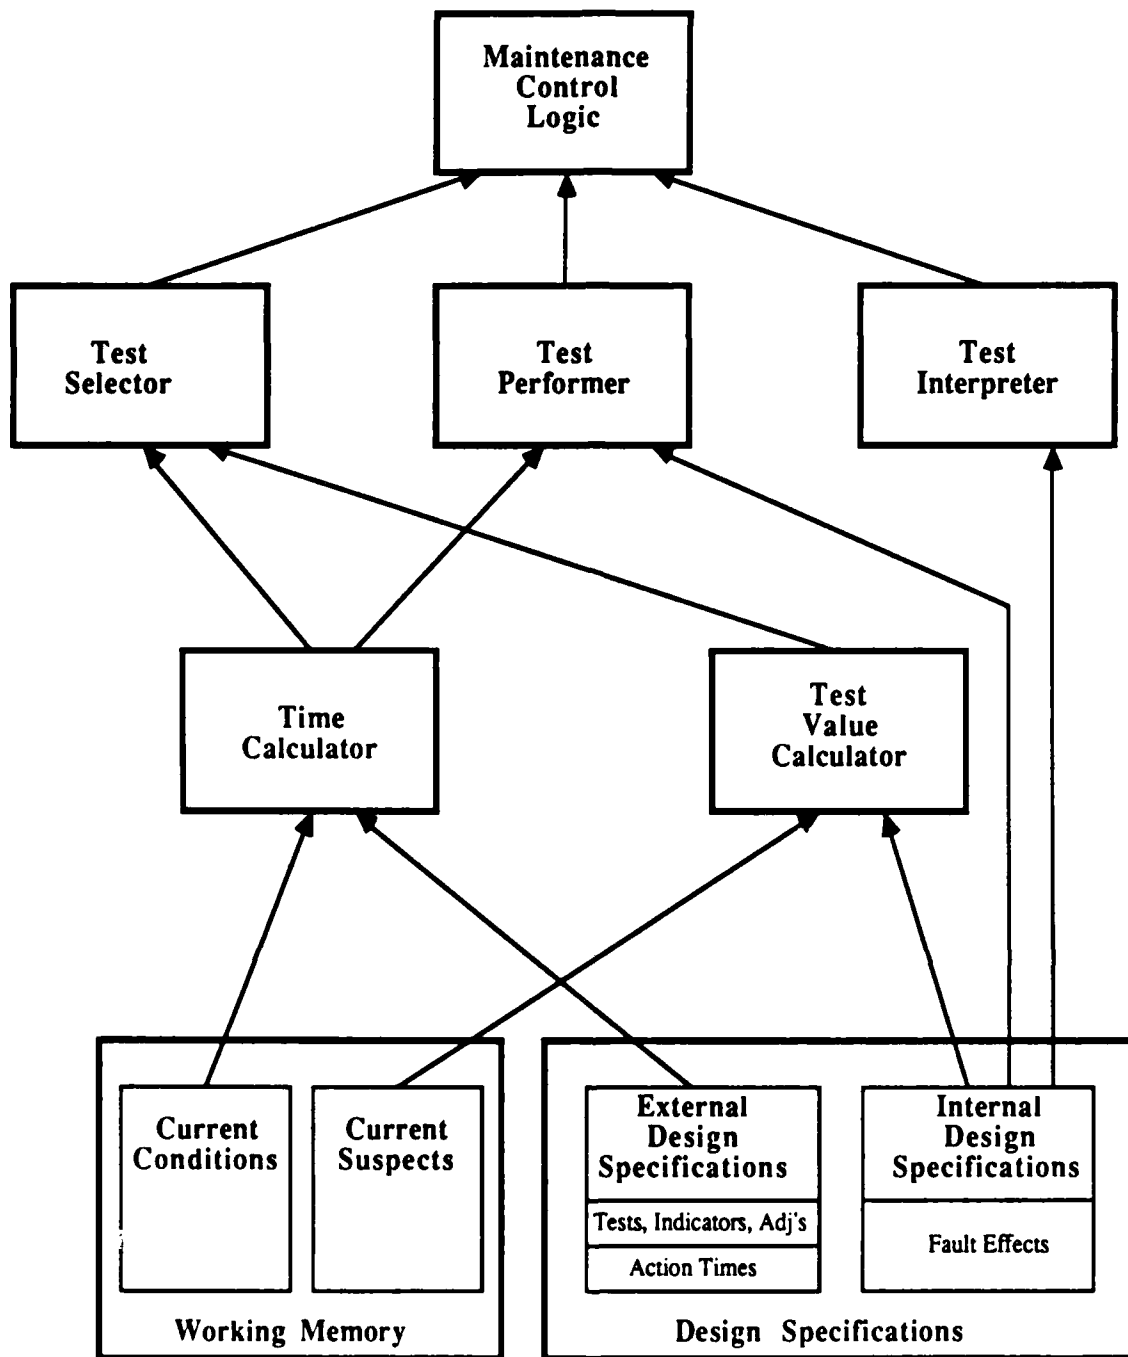 Maintenance
Control
Logic
Test
Selector
Test
Performer
Test
Interpreter
Time
Calculator
Test
Value
Calculator
Current
Conditions
Current
Suspects
External
Design
Specifications
Tests, Indicators, Adj's
Action Times
Internal
Design
Specifications
Fault Effects
Working Memory
Design Specifications